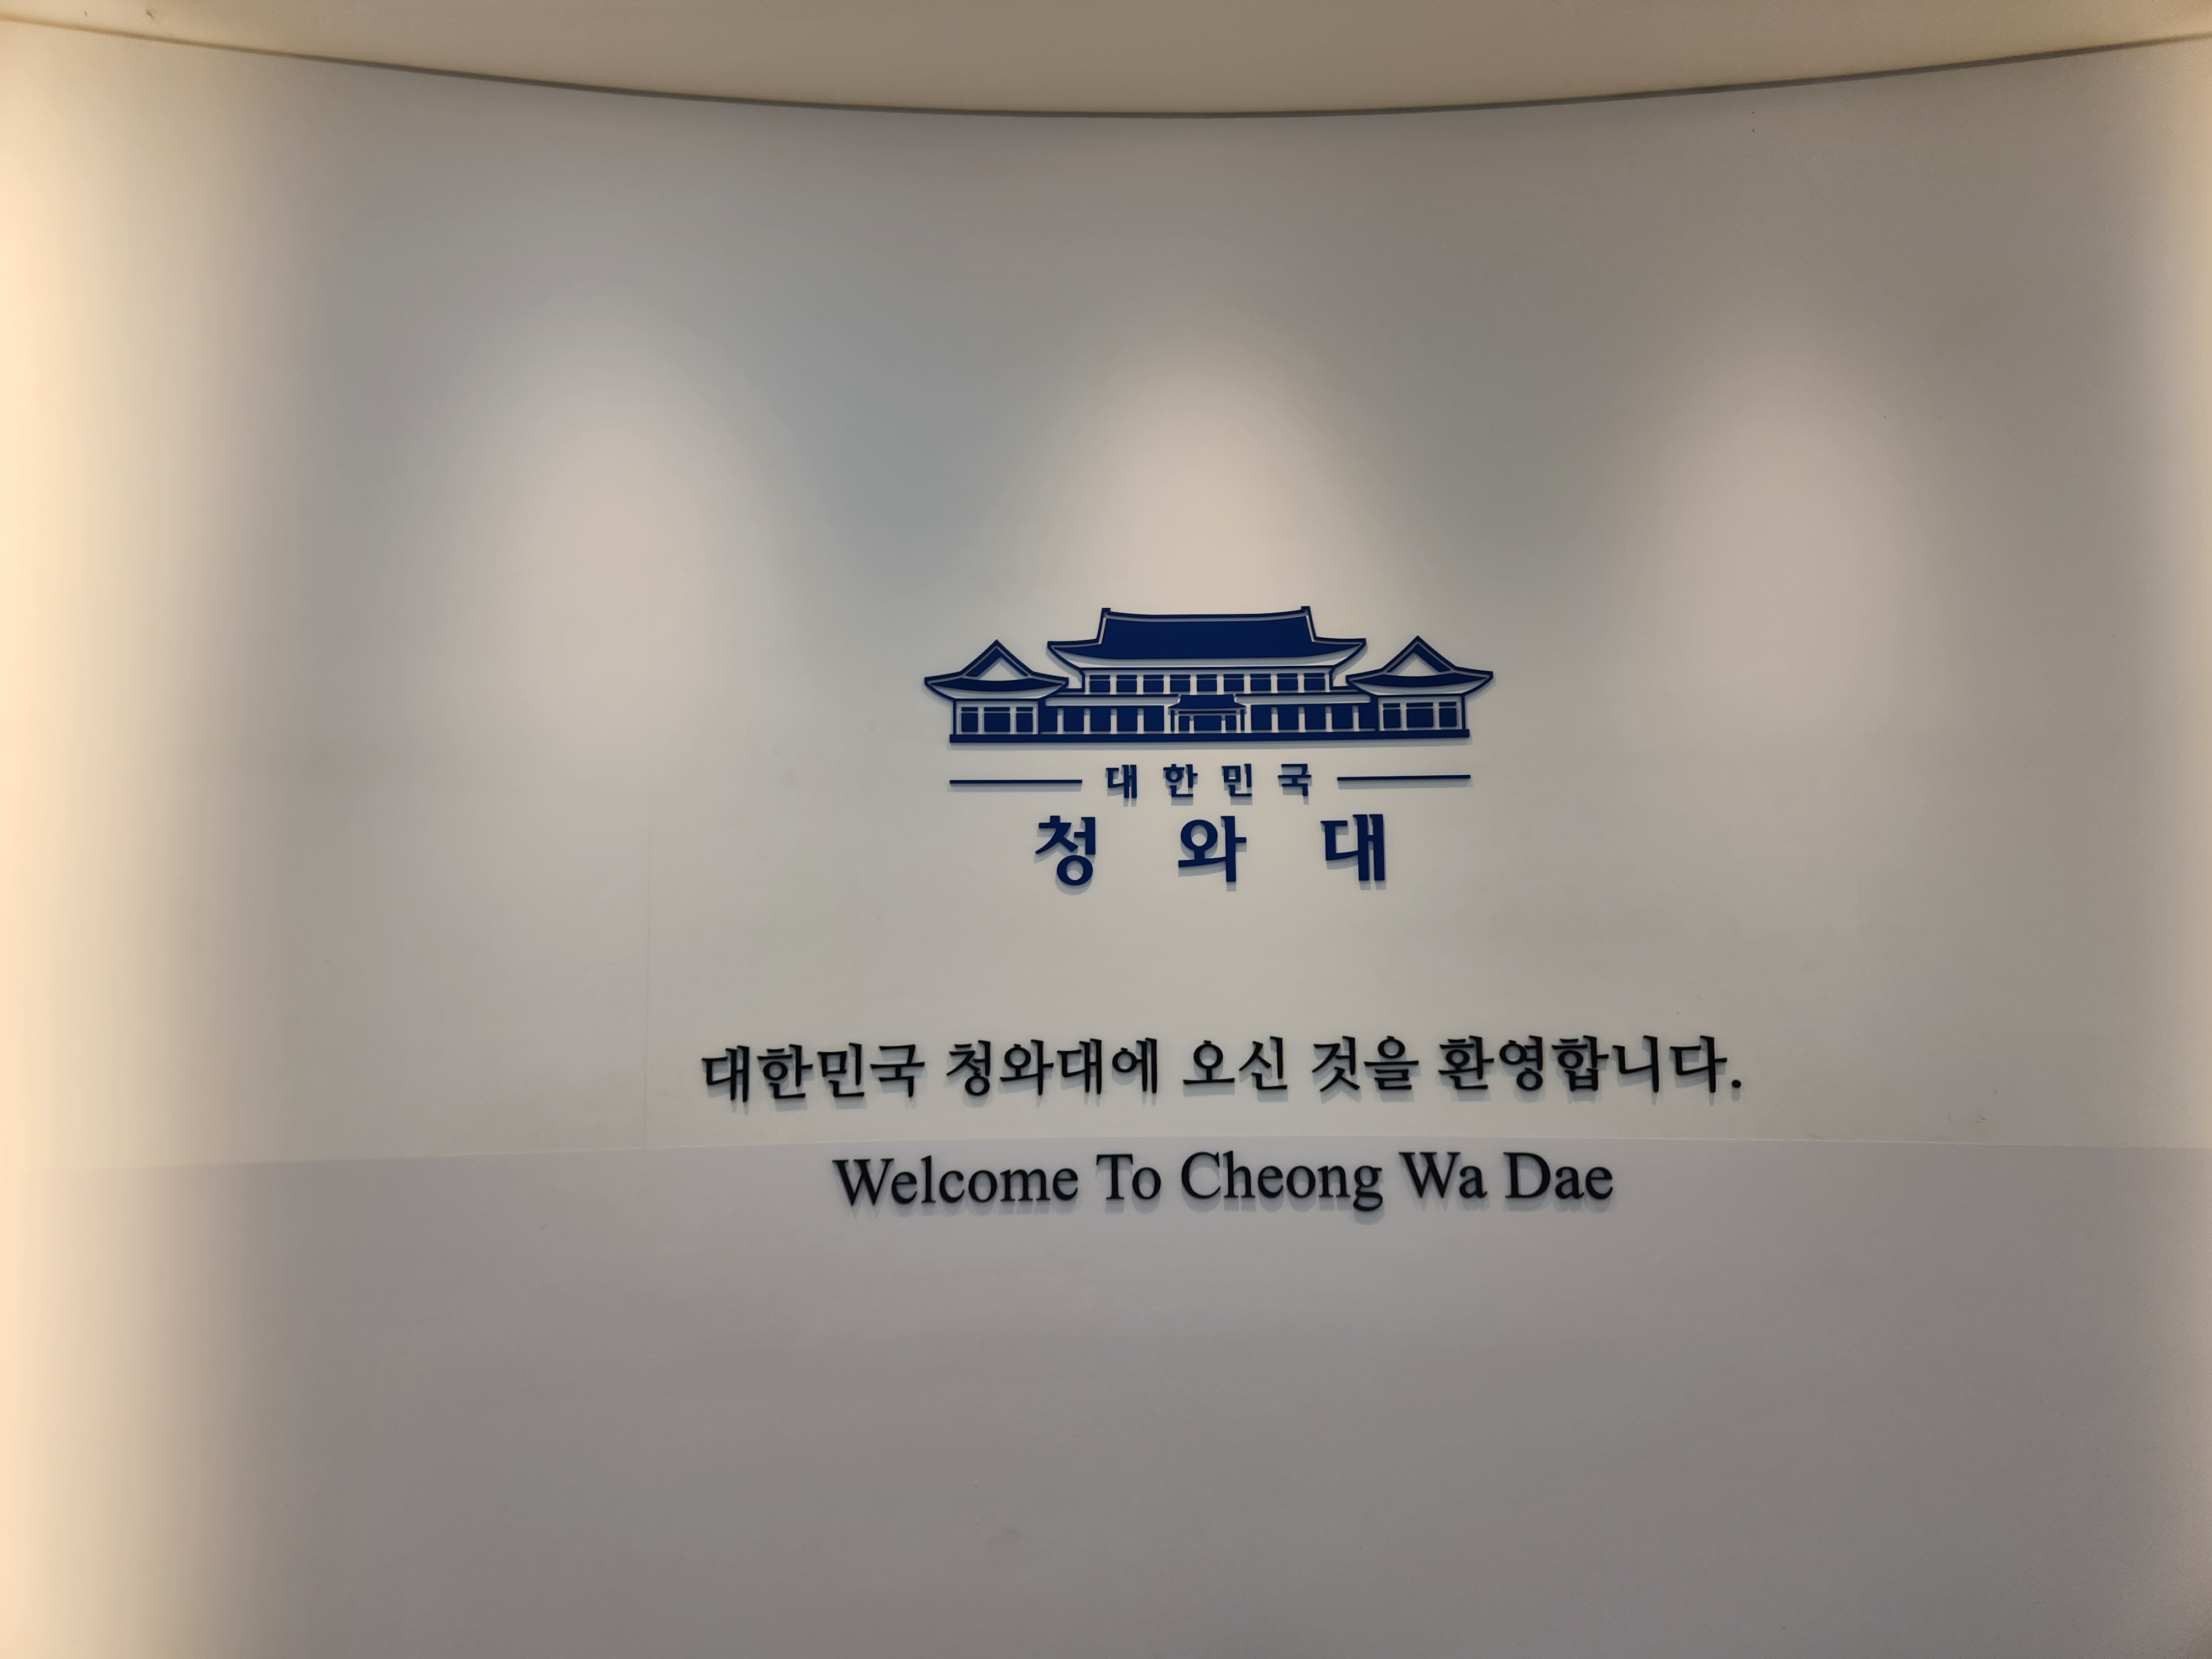 대한민국
청와대
대한민국 청와대에 오신 것을 환영합니다.
Welcome To Cheong Wa Dae